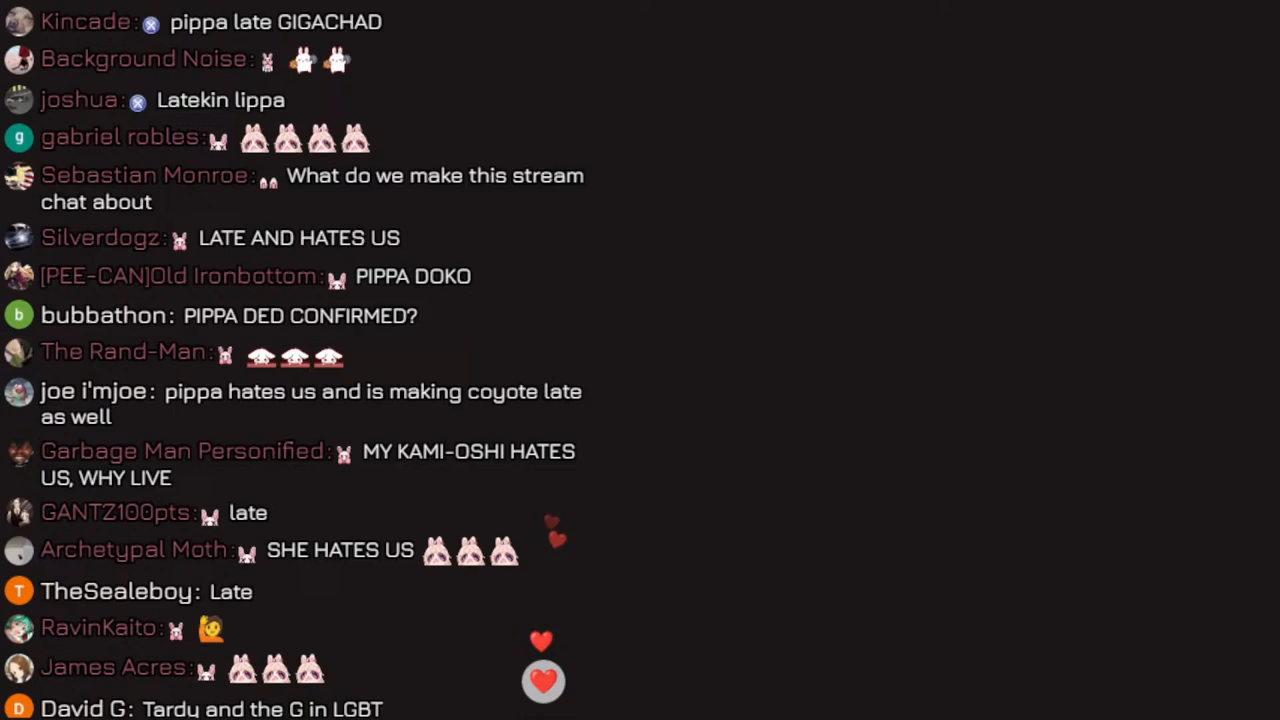 Kincade: pippa late GIGACHAD
Background Noise:
joshua: Latekin lippa
g gabriel robles:
Sebastian Monroe: What do we make this stream
chat about
Silverdogz: LATE AND HATES US
[PEE-CAN]Old Ironbottom: PIPPA DOKO
b bubbathon: PIPPA DED CONFIRMED?
The Rand-Man:
joe i'mjoe: pippa hates us and is making coyote late
as well
Garbage Man Personified: MY KAMI-OSHI HATES
US, WHY LIVE
GANTZ100pts: late
Archetypal Moth: SHE HATES US
T TheSealeboy: Late
RavinKaito:
James Acres:
D David G: Tardy and the G in LGBT